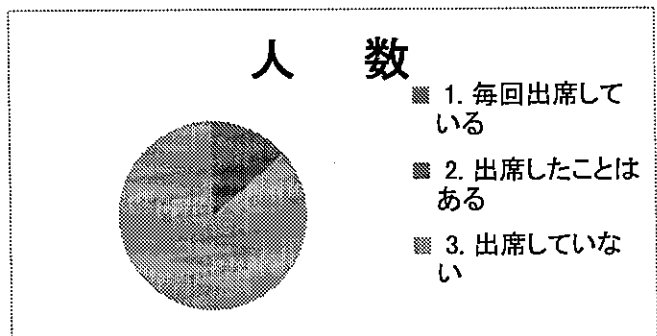 人　数
1. 毎回出席して
いる
2. 出席したことは
ある
3. 出席していな
い